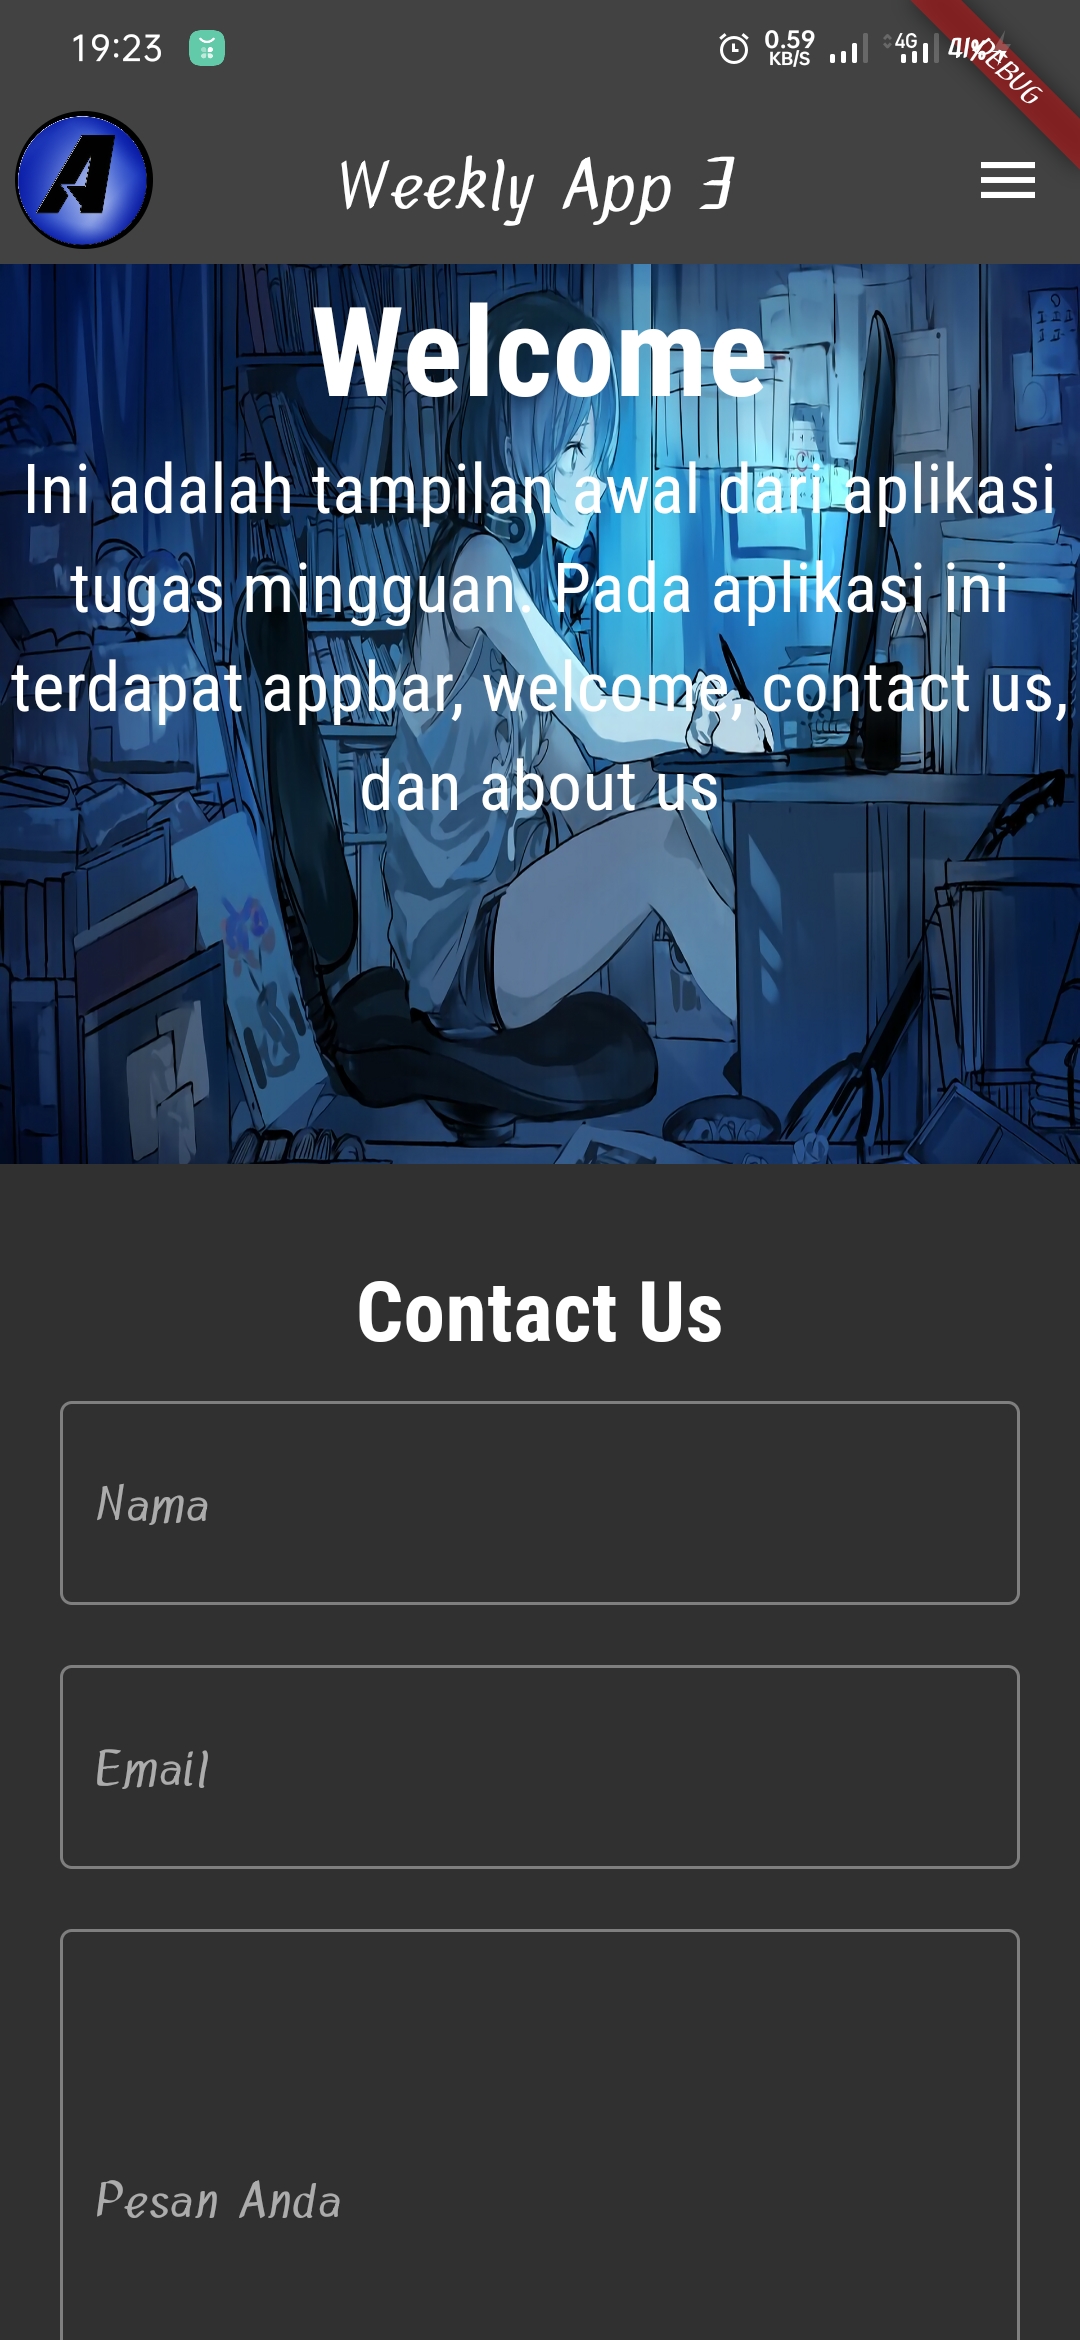 19:23
0.59
KB/S
4G
41%
DEBUG
A
Weekly App 3
Welcome
Ini adalah tampilan awal dari aplikasi
tugas mingguan. Pada aplikasi ini
terdapat appbar, welcome, contact us,
dan about us
Contact Us
Nama
Email
Pesan Anda